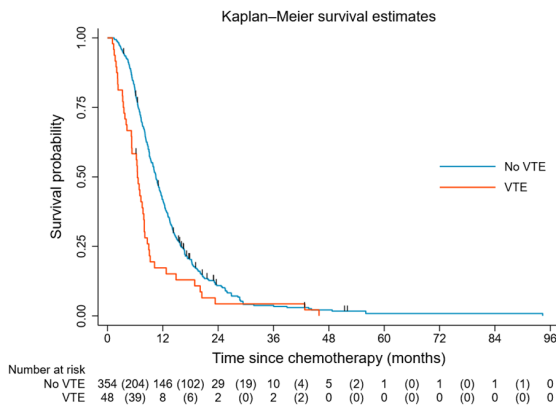 Kaplan–Meier survival estimates
1.00
0.75
0.50
0.25
0.00
Survival probability
No VTE
VTE
0 12 24 36 48 60 72 84 96
Time since chemotherapy (months)
Number at risk
No VTE 354 (204) 146 (102) 29 (19) 10 (4) 5 (2) 1 (0) 1 (0) 1 (1) 0
VTE 48 (39) 8 (6) 2 (0) 2 (2) 0 (0) 0 (0) 0 (0) 0 (0) 0